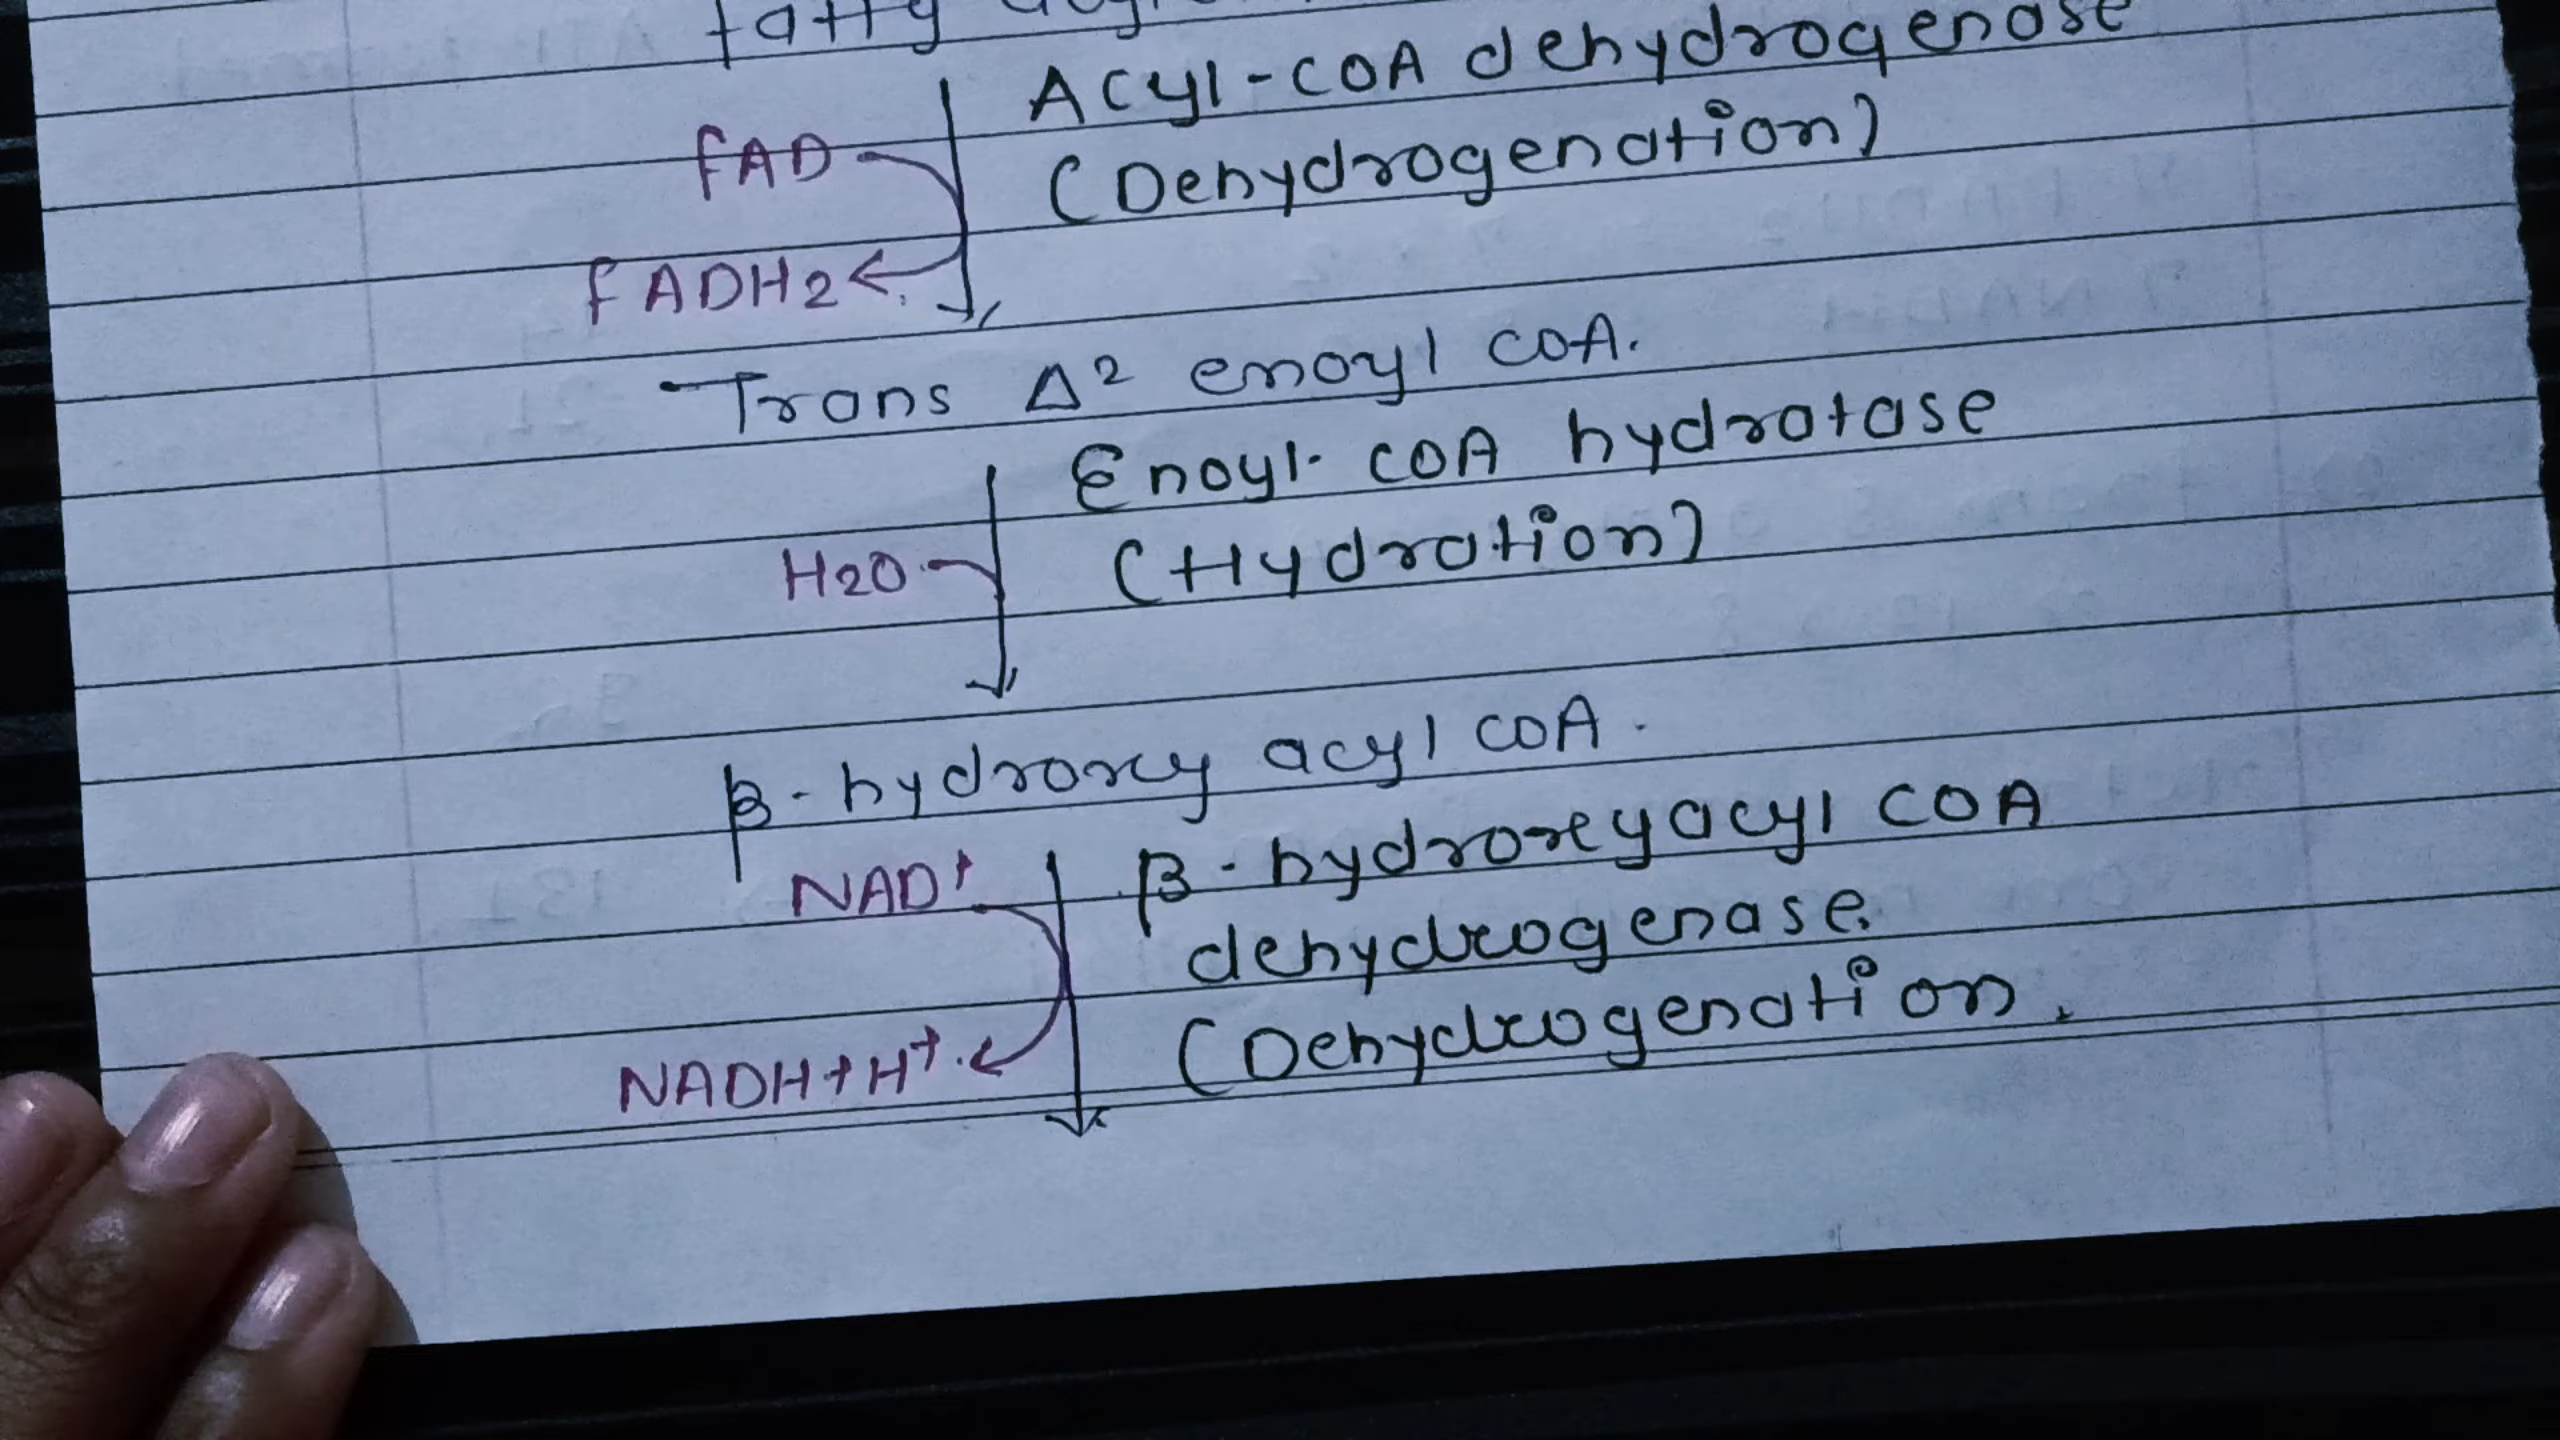 fatty
Acyl-COA dehydrogenase
FAD
(Dehydrogenation)
FADH2
Trans Δ² enoyl COA.
Enoyl-COA hydratase
H2O
(Hydration)
β-hydroxy acyl COA.
NAD⁺
β-hydroxyacyl COA
dehydrogenase.
NADH+H⁺
(Dehydrogenation.